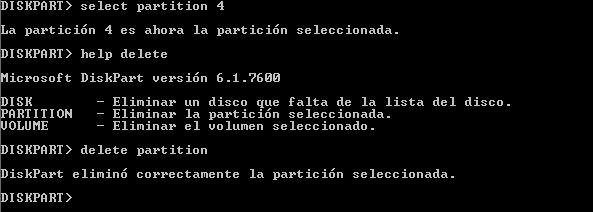 DISKPART> select partition 4
La partición 4 es ahora la partición seleccionada.
DISKPART> help delete
Microsoft DiskPart versión 6.1.7600
DISK - Eliminar un disco que falta de la lista del disco.
PARTITION - Eliminar la partición seleccionada.
VOLUME - Eliminar el volumen seleccionado.
DISKPART> delete partition
DiskPart eliminó correctamente la partición seleccionada.
DISKPART>